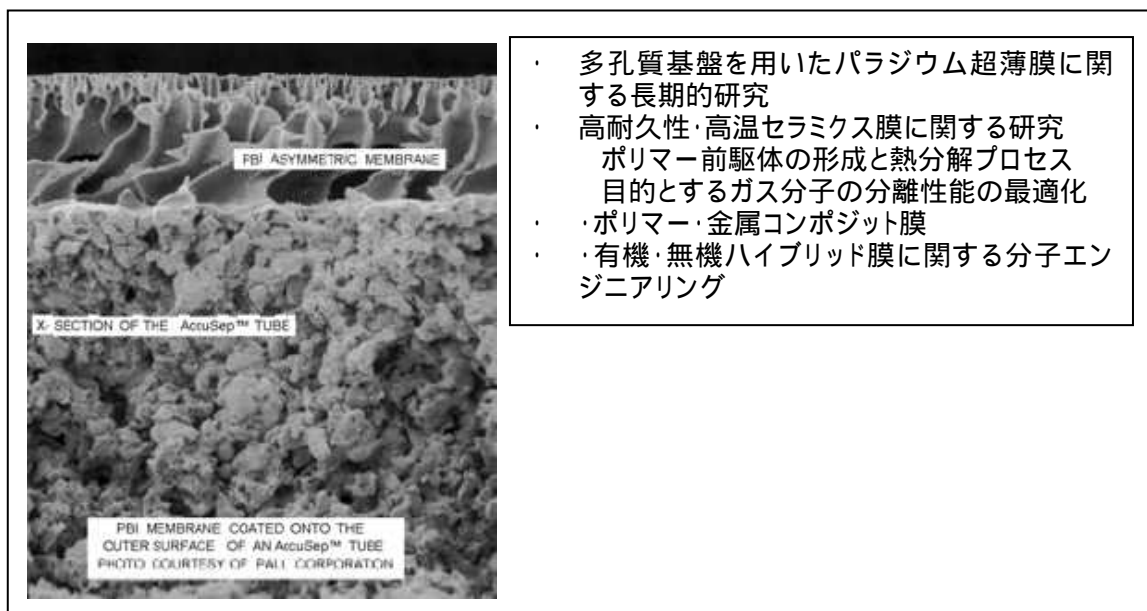 PBI ASYMMETRIC MEMBRANE
X- SECTION OF THE AccuSep™ TUBE
PBI MEMBRANE COATED ONTO THE
OUTER SURFACE OF AN AccuSep™ TUBE
PHOTO COURTESY OF PALL CORPORATION
· 多孔質基盤を用いたパラジウム超薄膜に関
する長期的研究
· 高耐久性·高温セラミクス膜に関する研究
ポリマー前駆体の形成と熱分解プロセス
目的とするガス分子の分離性能の最適化
· ·ポリマー·金属コンポジット膜
· ·有機·無機ハイブリッド膜に関する分子エン
ジニアリング